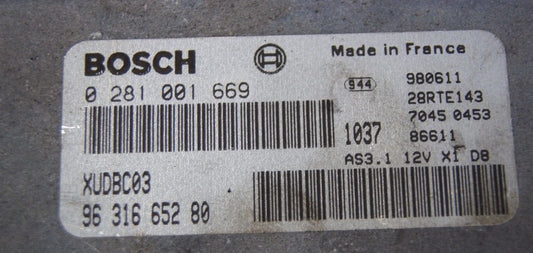 BOSCH
Made in France
0 281 001 669
944
980611
28RTE143
7045 0453
1037
86611
AS3.1 12V X1 D8
XUDBC03
96 316 652 80